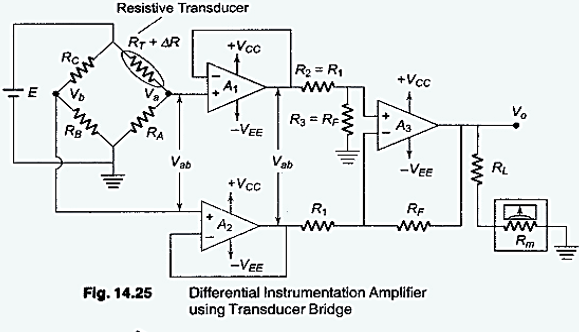 Resistive Transducer
R_T + ΔR
R_C
+V_CC
R_2 = R_1
+V_CC
E
V_b
V_a
A_1
V_o
R_3 = R_F
A_3
R_B
R_A
-V_EE
V_ab
V_ab
-V_EE
R_L
+V_CC
R_1
R_F
A_2
R_m
-V_EE
Fig. 14.25 Differential Instrumentation Amplifier
using Transducer Bridge